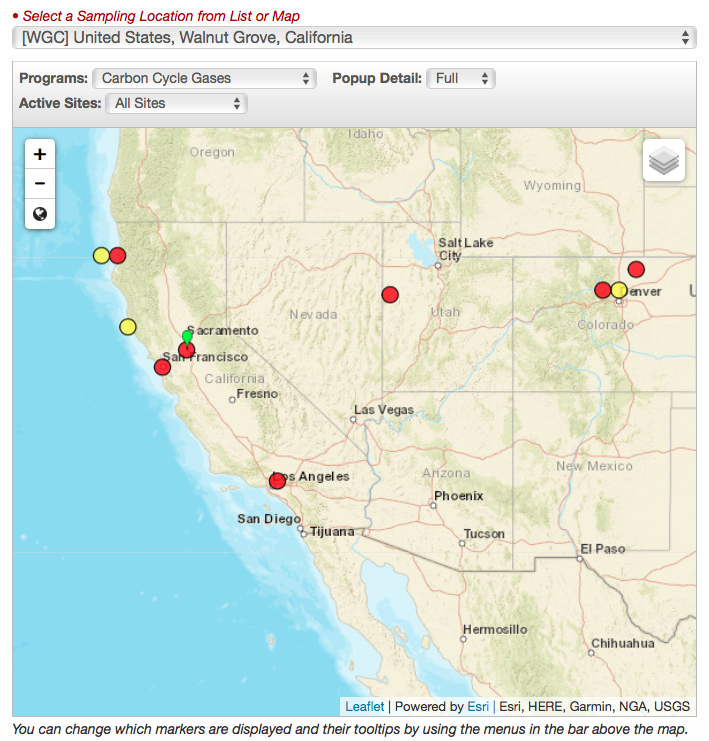 • Select a Sampling Location from List or Map
[WGC] United States, Walnut Grove, California
Programs: Carbon Cycle Gases Popup Detail: Full
Active Sites: All Sites
+
−
Idaho
Oregon
Wyoming
Salt Lake
City
Denver
Nevada
Utah
Colorado
Sacramento
San Francisco
California
Fresno
Las Vegas
Los Angeles
Arizona
New Mexico
Phoenix
San Diego
Tijuana
Tucson
El Paso
Hermosillo
Chihuahua
Leaflet | Powered by Esri | Esri, HERE, Garmin, NGA, USGS
You can change which markers are displayed and their tooltips by using the menus in the bar above the map.